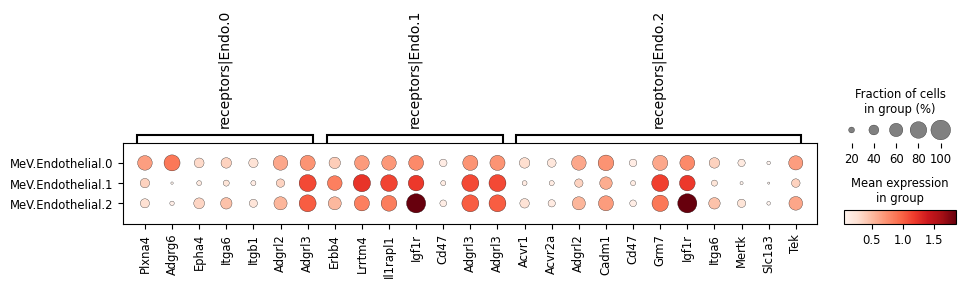 receptors|Endo.0
receptors|Endo.1
receptors|Endo.2
MeV.Endothelial.0
MeV.Endothelial.1
MeV.Endothelial.2
Plxna4
Adgrg6
Epha4
Itga6
Itgb1
Adgrl2
Adgrl3
Erbb4
Lrrtm4
Il1rapl1
Igf1r
Cd47
Adgrl3
Adgrl3
Acvr1
Acvr2a
Adgrl2
Cadm1
Cd47
Grm7
Igf1r
Itga6
Mertk
Slc1a3
Tek
Fraction of cells
in group (%)
20 40 60 80 100
Mean expression
in group
0.5 1.0 1.5